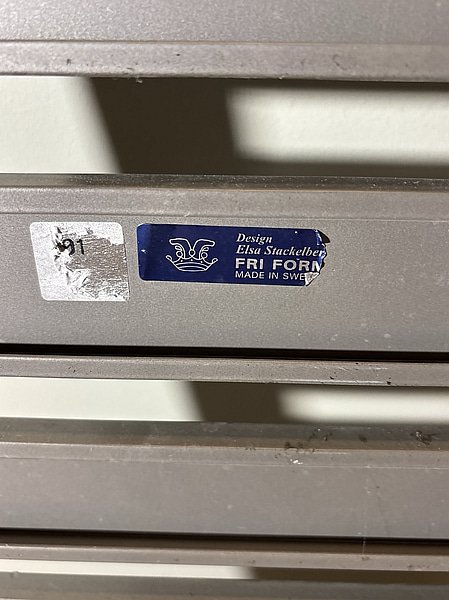 91
Design
Elsa Stackelber
FRI FORM
MADE IN SWE